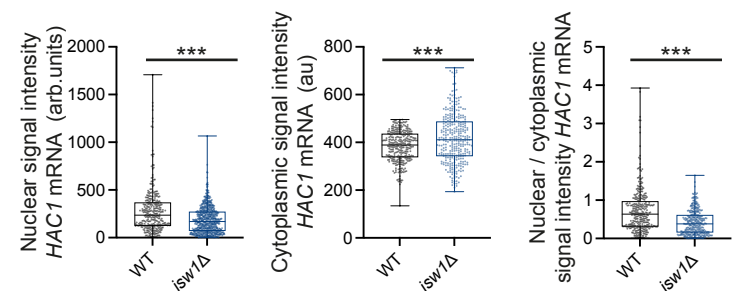 Nuclear signal intensity
HAC1 mRNA (arb.units)
2000
1500
1000
500
0
***
WT
isw1Δ
Cytoplasmic signal intensity
HAC1 mRNA (au)
800
600
400
200
0
***
WT
isw1Δ
Nuclear / cytoplasmic
signal intensity HAC1 mRNA
5
4
3
2
1
0
***
WT
isw1Δ